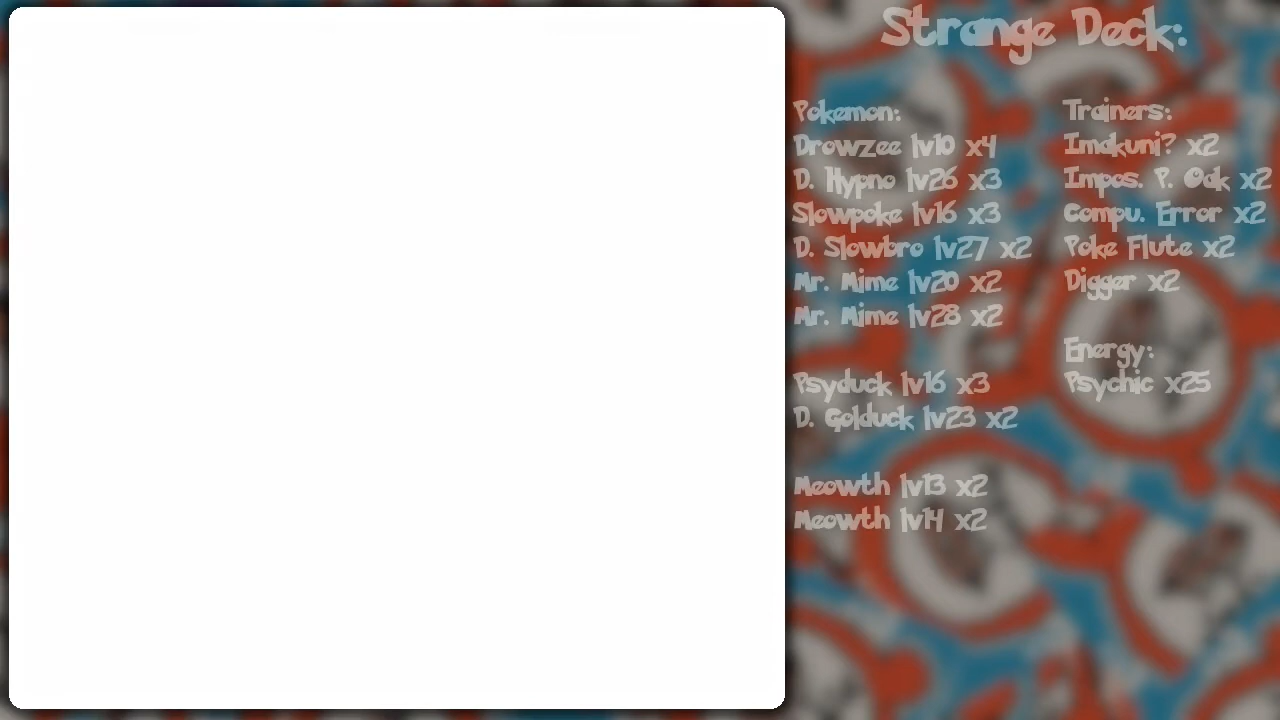 Strange Deck:
Pokemon:
Drowzee lv10 x4
D. Hypno lv26 x3
Slowpoke lv16 x3
D. Slowbro lv27 x2
Mr. Mime lv20 x2
Mr. Mime lv28 x2
Psyduck lv16 x3
D. Golduck lv23 x2
Meowth lv13 x2
Meowth lv14 x2
Trainers:
Imakuni? x2
Impos. P. Oak x2
Compu. Error x2
Poke Flute x2
Digger x2
Energy:
Psychic x25